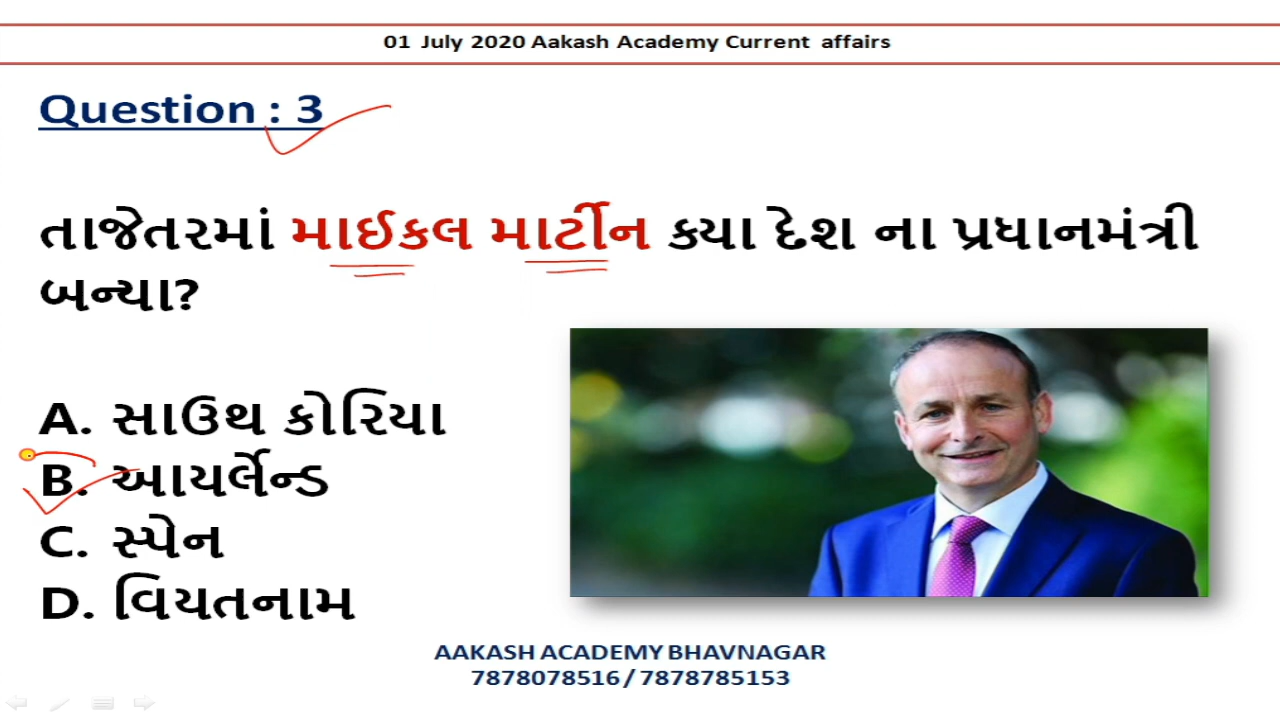 01 July 2020 Aakash Academy Current affairs
Question : 3
તાજેતરમાં માઈકલ માર્ટીન ક્યા દેશ ના પ્રધાનમંત્રી
બન્યા?
A. સાઉથ કોરિયા
B. આયર્લેન્ડ
C. સ્પેન
D. વિયતનામ
AAKASH ACADEMY BHAVNAGAR
7878078516 / 7878785153